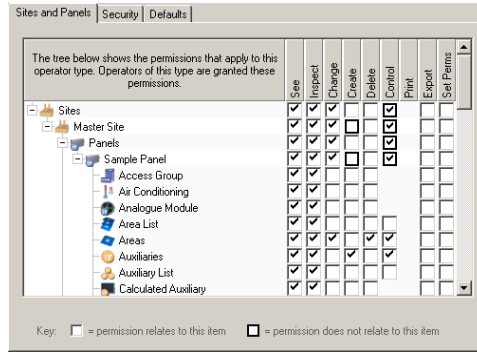 Sites and Panels Security Defaults
The tree below shows the permissions that apply to this
operator type. Operators of this type are granted these
permissions.
See Inspect Change Create Delete Control Print Export Set Perms
Sites
Master Site
Panels
Sample Panel
Access Group
Air Conditioning
Analogue Module
Area List
Areas
Auxiliaries
Auxiliary List
Calculated Auxiliary
Key: = permission relates to this item = permission does not relate to this item